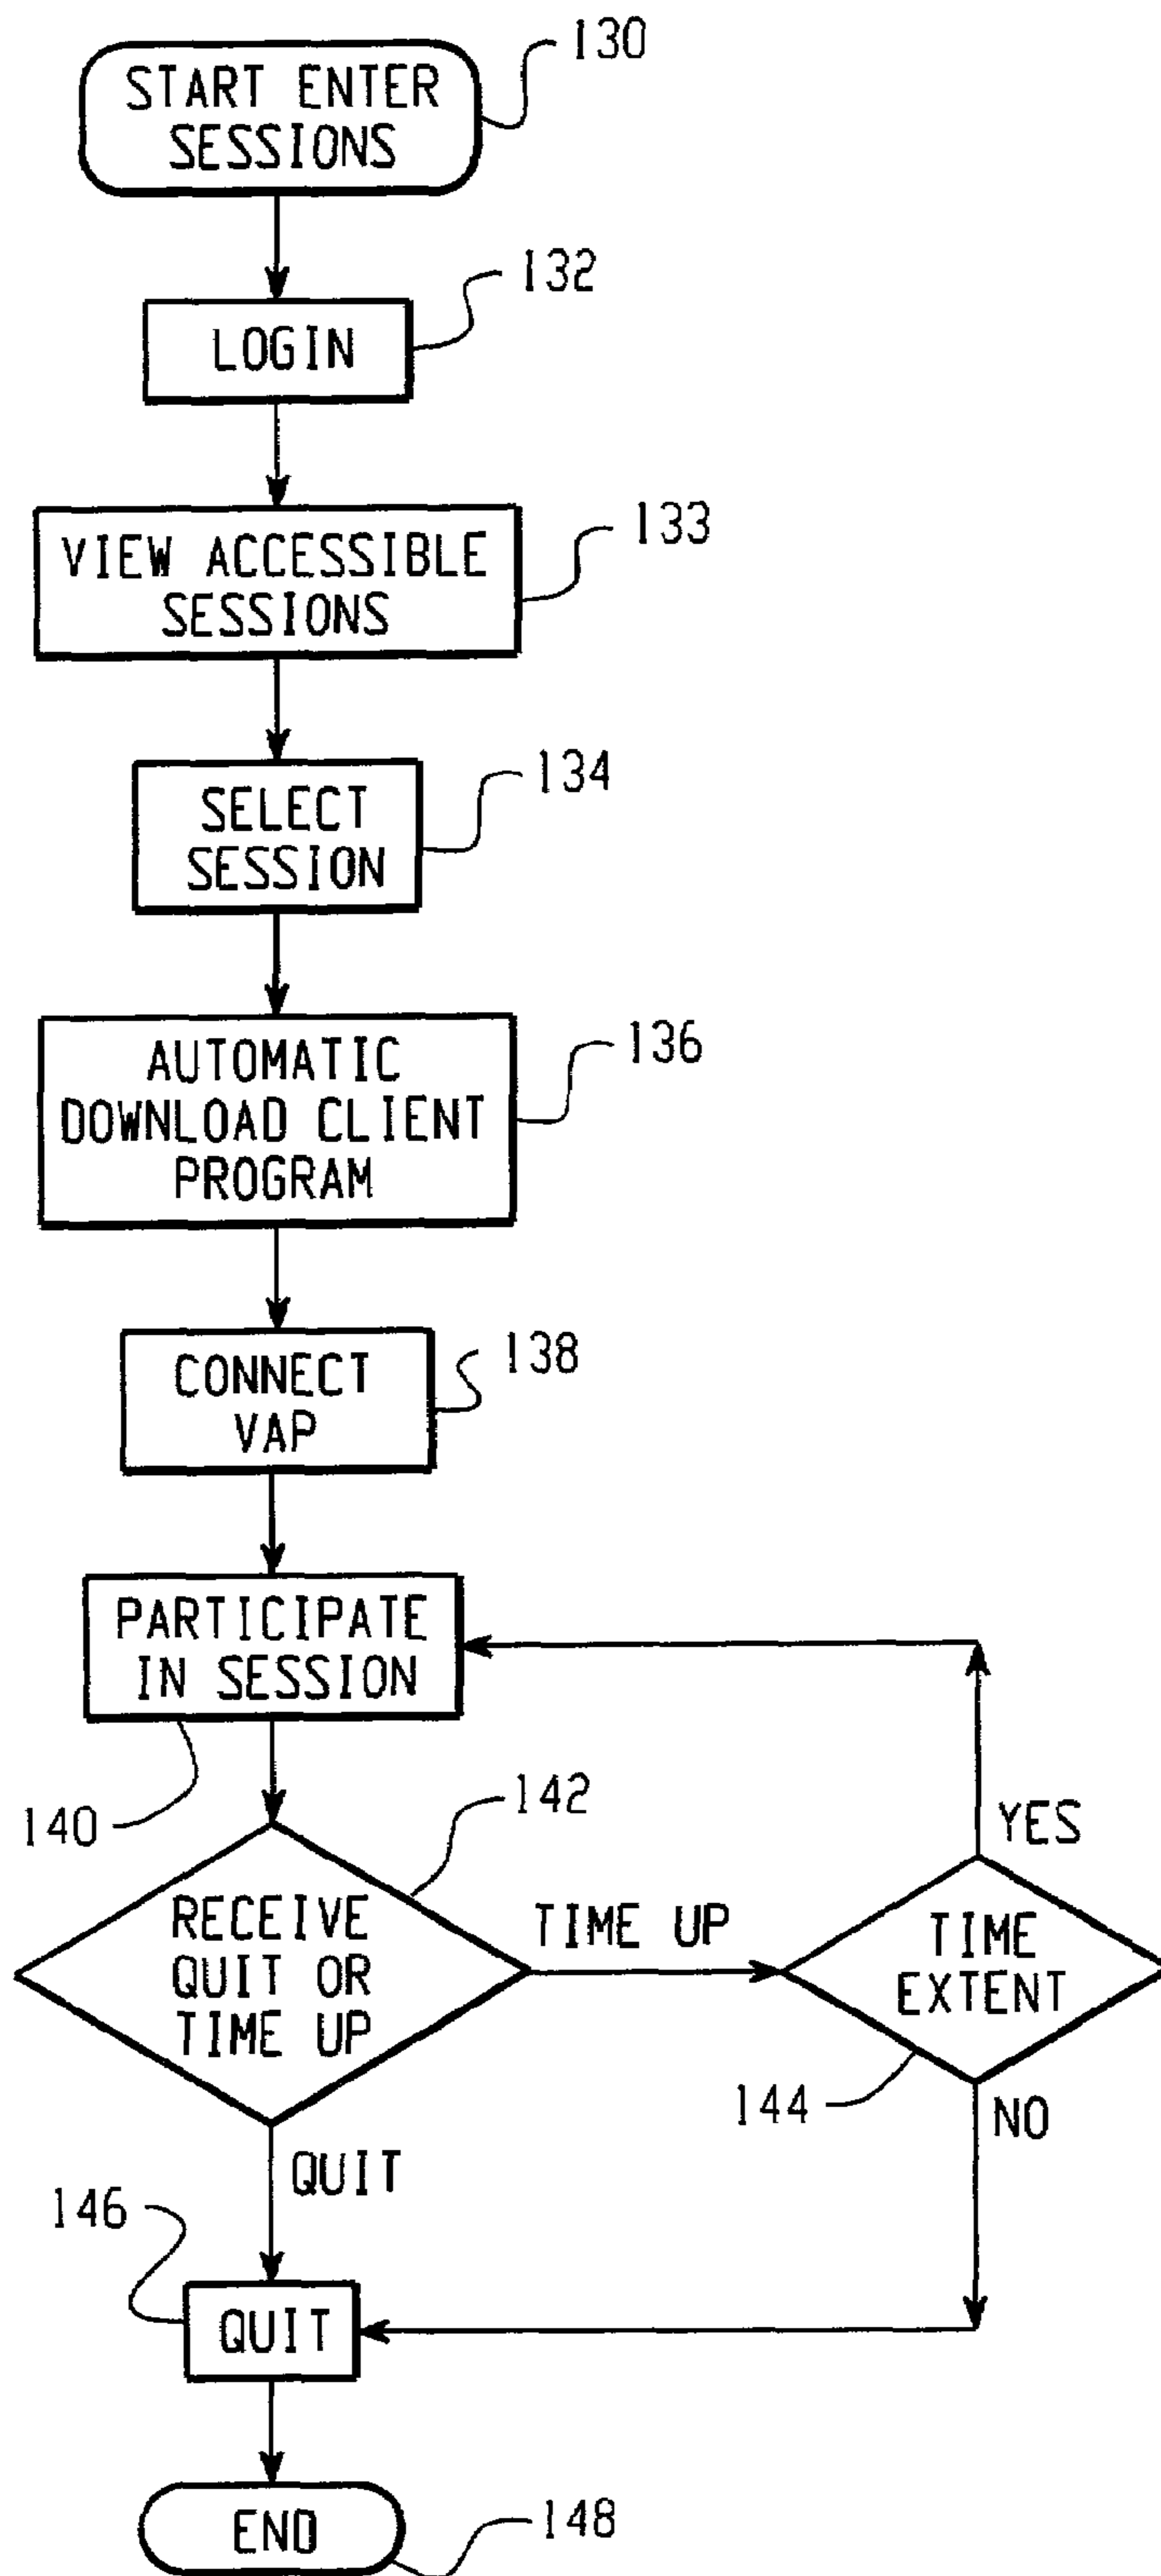 START ENTER
SESSIONS
130
LOGIN
132
VIEW ACCESSIBLE
SESSIONS
133
SELECT
SESSION
134
AUTOMATIC
DOWNLOAD CLIENT
PROGRAM
136
CONNECT
VAP
138
PARTICIPATE
IN SESSION
140
RECEIVE
QUIT OR
TIME UP
142
TIME UP
TIME
EXTENT
144
YES
NO
QUIT
146
QUIT
END
148